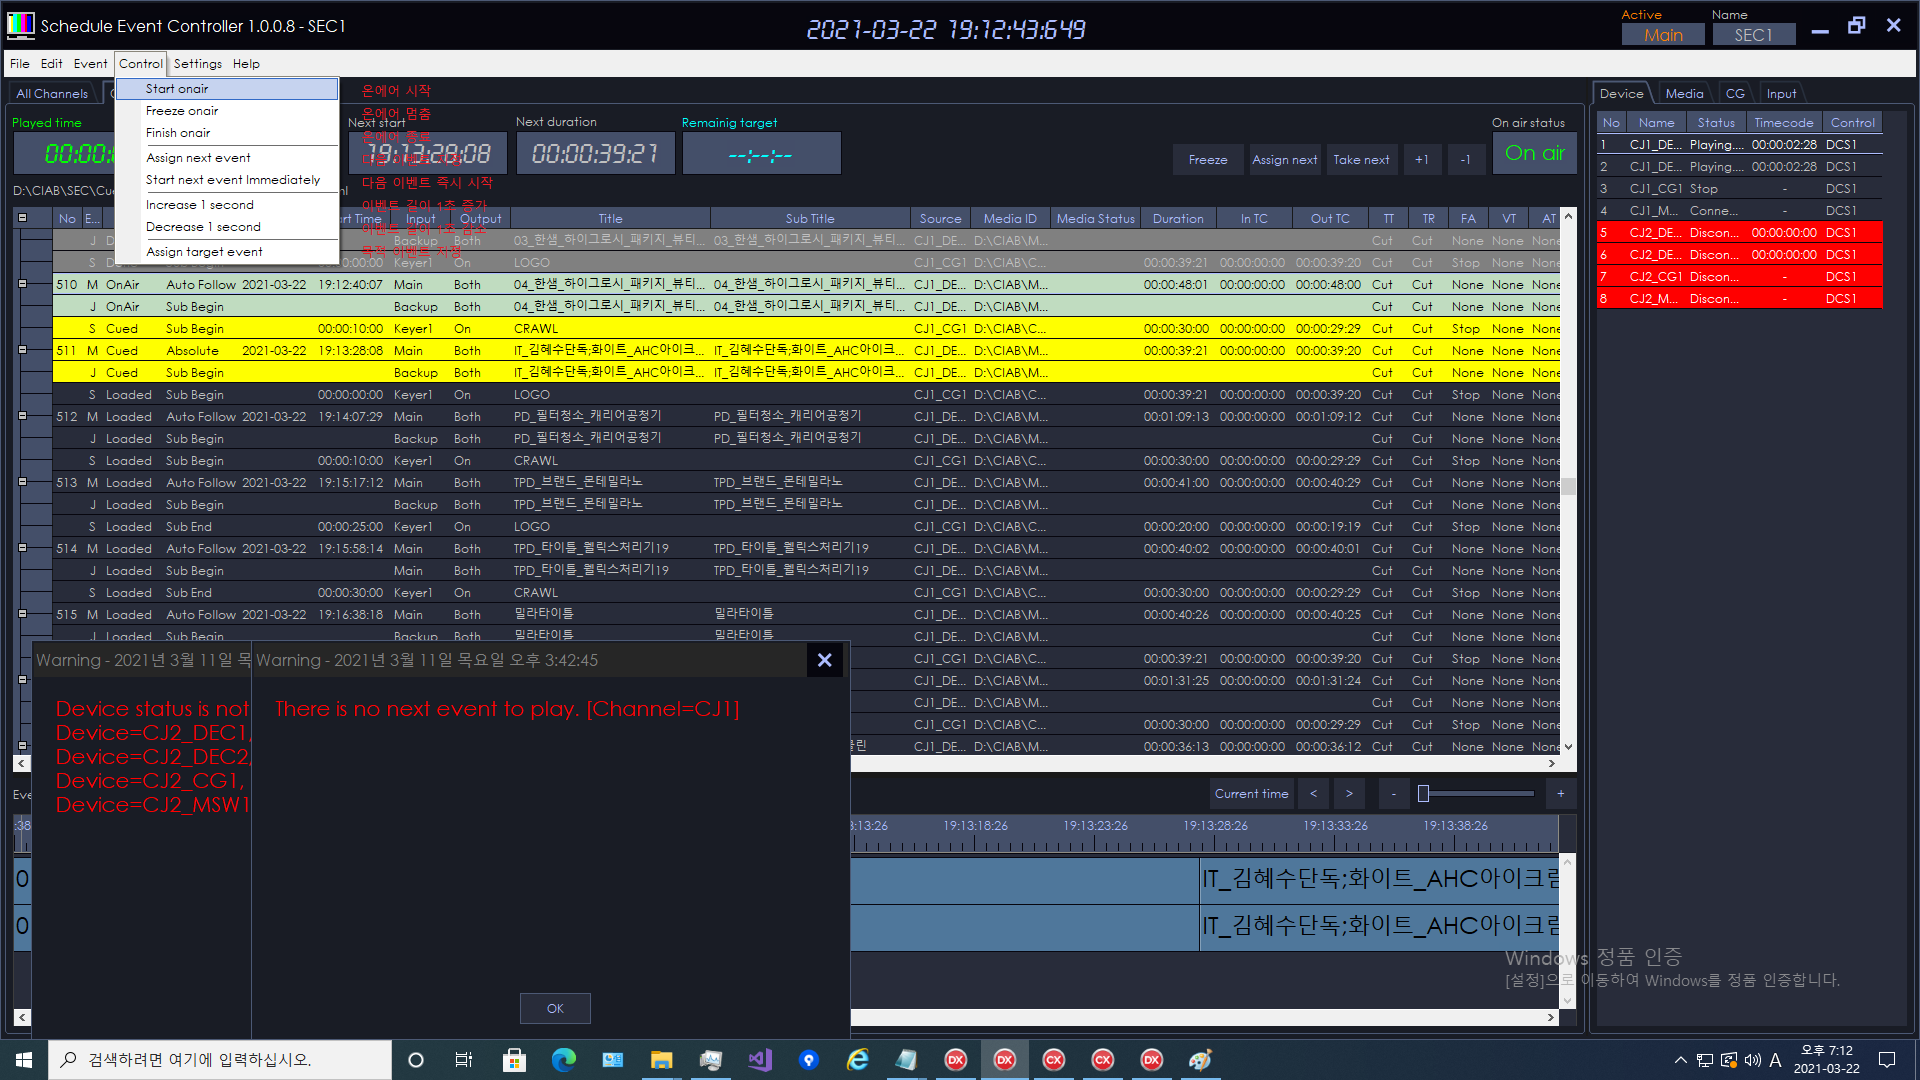 Schedule Event Controller 1.0.0.8 - SEC1
2021-03-22 19:12:43:649
Active Name
Main SEC1
File Edit Event Control Settings Help
All Channels
Start onair 온에어 시작
Freeze onair 온에어 멈춤
Finish onair 온에어 종료
Assign next event
Start next event Immediately 다음 이벤트 즉시 시작
Increase 1 second 이벤트 길이 1초 증가
Decrease 1 second 이벤트 길이 1초 감소
Assign target event 목적 이벤트 지정
Played time Next start Next duration Remainig target On air status
00:00: 19:13:28:08 00:00:39:21 --:--:-- On air
Freeze Assign next Take next +1 -1
D:\CIAB\SEC\Cue
No E... Start Time Input Output Title Sub Title Source Media ID Media Status Duration In TC Out TC TT TR FA VT AT
J Backup Both 03_한샘_하이그로시_패키지_뷰티... 03_한샘_하이그로시_패키지_뷰티... CJ1_DE... D:\CIAB\M... Cut Cut None None None
S 00:00:00:00 Keyer1 On LOGO CJ1_CG1 D:\CIAB\C... 00:00:39:21 00:00:00:00 00:00:39:20 Cut Cut Stop None None
510 M OnAir Auto Follow 2021-03-22 19:12:40:07 Main Both 04_한샘_하이그로시_패키지_뷰티... 04_한샘_하이그로시_패키지_뷰티... CJ1_DE... D:\CIAB\M... 00:00:48:01 00:00:00:00 00:00:48:00 Cut Cut None None None
J OnAir Sub Begin Backup Both 04_한샘_하이그로시_패키지_뷰티... 04_한샘_하이그로시_패키지_뷰티... CJ1_DE... D:\CIAB\M... Cut Cut None None None
S Cued Sub Begin 00:00:10:00 Keyer1 On CRAWL CJ1_CG1 D:\CIAB\C... 00:00:30:00 00:00:00:00 00:00:29:29 Cut Cut Stop None None
511 M Cued Absolute 2021-03-22 19:13:28:08 Main Both IT_김혜수단독;화이트_AHC아이크... IT_김혜수단독;화이트_AHC아이크... CJ1_DE... D:\CIAB\M... 00:00:39:21 00:00:00:00 00:00:39:20 Cut Cut None None None
J Cued Sub Begin Backup Both IT_김혜수단독;화이트_AHC아이크... IT_김혜수단독;화이트_AHC아이크... CJ1_DE... D:\CIAB\M... Cut Cut None None None
S Loaded Sub Begin 00:00:00:00 Keyer1 On LOGO CJ1_CG1 D:\CIAB\C... 00:00:39:21 00:00:00:00 00:00:39:20 Cut Cut Stop None None
512 M Loaded Auto Follow 2021-03-22 19:14:07:29 Main Both PD_필터청소_캐리어공청기 PD_필터청소_캐리어공청기 CJ1_DE... D:\CIAB\M... 00:01:09:13 00:00:00:00 00:01:09:12 Cut Cut None None None
J Loaded Sub Begin Backup Both PD_필터청소_캐리어공청기 PD_필터청소_캐리어공청기 CJ1_DE... D:\CIAB\M... Cut Cut None None None
S Loaded Sub Begin 00:00:10:00 Keyer1 On CRAWL CJ1_CG1 D:\CIAB\C... 00:00:30:00 00:00:00:00 00:00:29:29 Cut Cut Stop None None
513 M Loaded Auto Follow 2021-03-22 19:15:17:12 Main Both TPD_브랜드_몬테밀라노 TPD_브랜드_몬테밀라노 CJ1_DE... D:\CIAB\M... 00:00:41:00 00:00:00:00 00:00:40:29 Cut Cut None None None
J Loaded Sub Begin Backup Both TPD_브랜드_몬테밀라노 TPD_브랜드_몬테밀라노 CJ1_DE... D:\CIAB\M... Cut Cut None None None
S Loaded Sub End 00:00:25:00 Keyer1 On LOGO CJ1_CG1 D:\CIAB\C... 00:00:20:00 00:00:00:00 00:00:19:19 Cut Cut Stop None None
514 M Loaded Auto Follow 2021-03-22 19:15:58:14 Main Both TPD_타이틀_웰릭스처리기19 TPD_타이틀_웰릭스처리기19 CJ1_DE... D:\CIAB\M... 00:00:40:02 00:00:00:00 00:00:40:01 Cut Cut None None None
J Loaded Sub Begin Main Both TPD_타이틀_웰릭스처리기19 TPD_타이틀_웰릭스처리기19 CJ1_DE... D:\CIAB\M... Cut Cut None None None
S Loaded Sub End 00:00:30:00 Keyer1 On CRAWL CJ1_CG1 D:\CIAB\C... 00:00:30:00 00:00:00:00 00:00:29:29 Cut Cut Stop None None
515 M Loaded Auto Follow 2021-03-22 19:16:38:18 Main Both 밀라타이틀 밀라타이틀 CJ1_DE... D:\CIAB\M... 00:00:40:26 00:00:00:00 00:00:40:25 Cut Cut None None None
J Loaded Sub Begin Backup Both 밀라타이틀 밀라타이틀 CJ1_DE... D:\CIAB\M... Cut Cut None None None
CJ1_CG1 D:\CIAB\C... 00:00:39:21 00:00:00:00 00:00:39:20 Cut Cut Stop None None
CJ1_DE... D:\CIAB\M... 00:01:31:25 00:00:00:00 00:01:31:24 Cut Cut None None None
CJ1_DE... D:\CIAB\M... Cut Cut None None None
CJ1_CG1 D:\CIAB\C... 00:00:30:00 00:00:00:00 00:00:29:29 Cut Cut Stop None None
CJ1_DE... D:\CIAB\M... 00:00:36:13 00:00:00:00 00:00:36:12 Cut Cut None None None
Device Media CG Input
No Name Status Timecode Control
1 CJ1_DE... Playing.... 00:00:02:28 DCS1
2 CJ1_DE... Playing.... 00:00:02:28 DCS1
3 CJ1_CG1 Stop - DCS1
4 CJ1_M... Conne... - DCS1
5 CJ2_DE... Discon... 00:00:00:00 DCS1
6 CJ2_DE... Discon... 00:00:00:00 DCS1
7 CJ2_CG1 Discon... - DCS1
8 CJ2_M... Discon... - DCS1
Warning - 2021년 3월 11일 목
Device status is not
Device=CJ2_DEC1,
Device=CJ2_DEC2,
Device=CJ2_CG1,
Device=CJ2_MSW1
Warning - 2021년 3월 11일 목요일 오후 3:42:45
There is no next event to play. [Channel=CJ1]
OK
Current time < > - +
:38 3:13:26 19:13:18:26 19:13:23:26 19:13:28:26 19:13:33:26 19:13:38:26
0 IT_김혜수단독;화이트_AHC아이크림
0 IT_김혜수단독;화이트_AHC아이크림
Windows 정품 인증
[설정]으로 이동하여 Windows를 정품 인증합니다.
검색하려면 여기에 입력하십시오.
DX DX CX CX DX
A 오후 7:12
2021-03-22